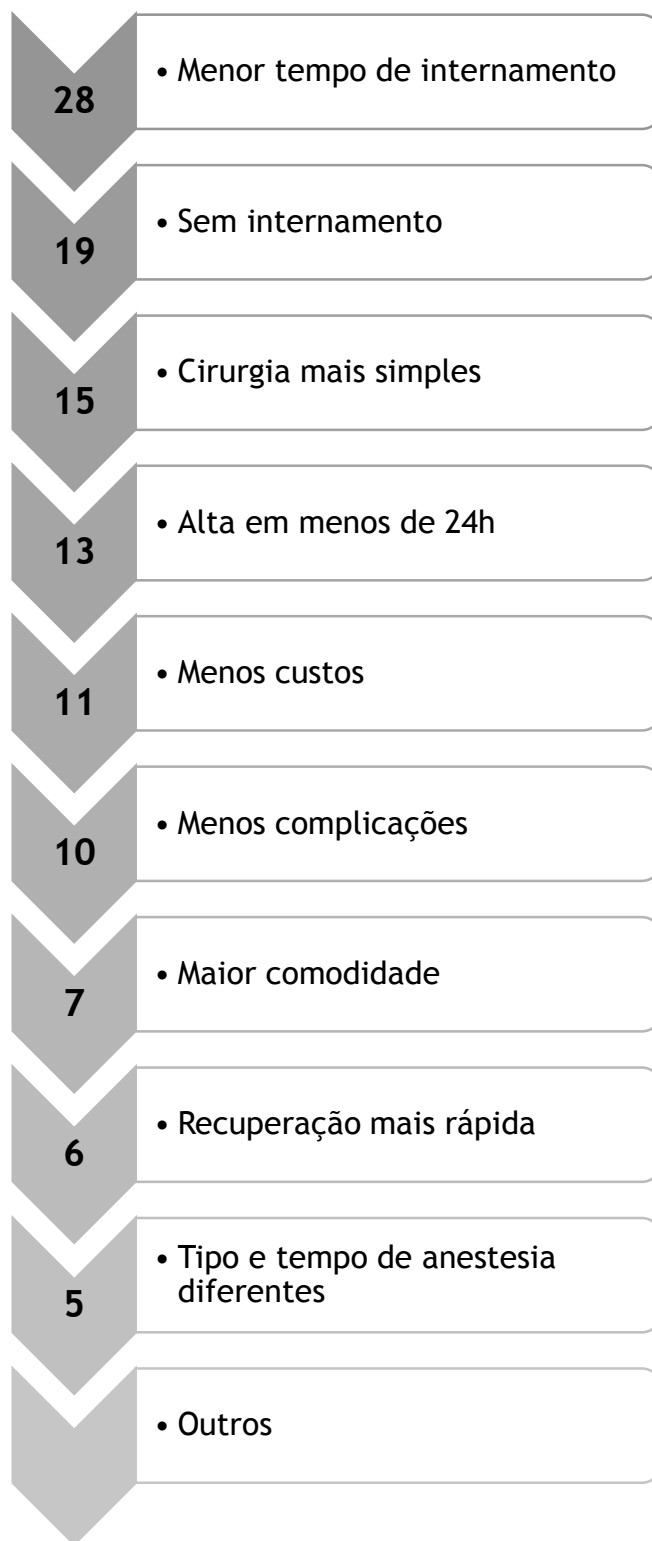 28
• Menor tempo de internamento
19
• Sem internamento
15
• Cirurgia mais simples
13
• Alta em menos de 24h
11
• Menos custos
10
• Menos complicações
7
• Maior comodidade
6
• Recuperação mais rápida
5
• Tipo e tempo de anestesia
diferentes
• Outros